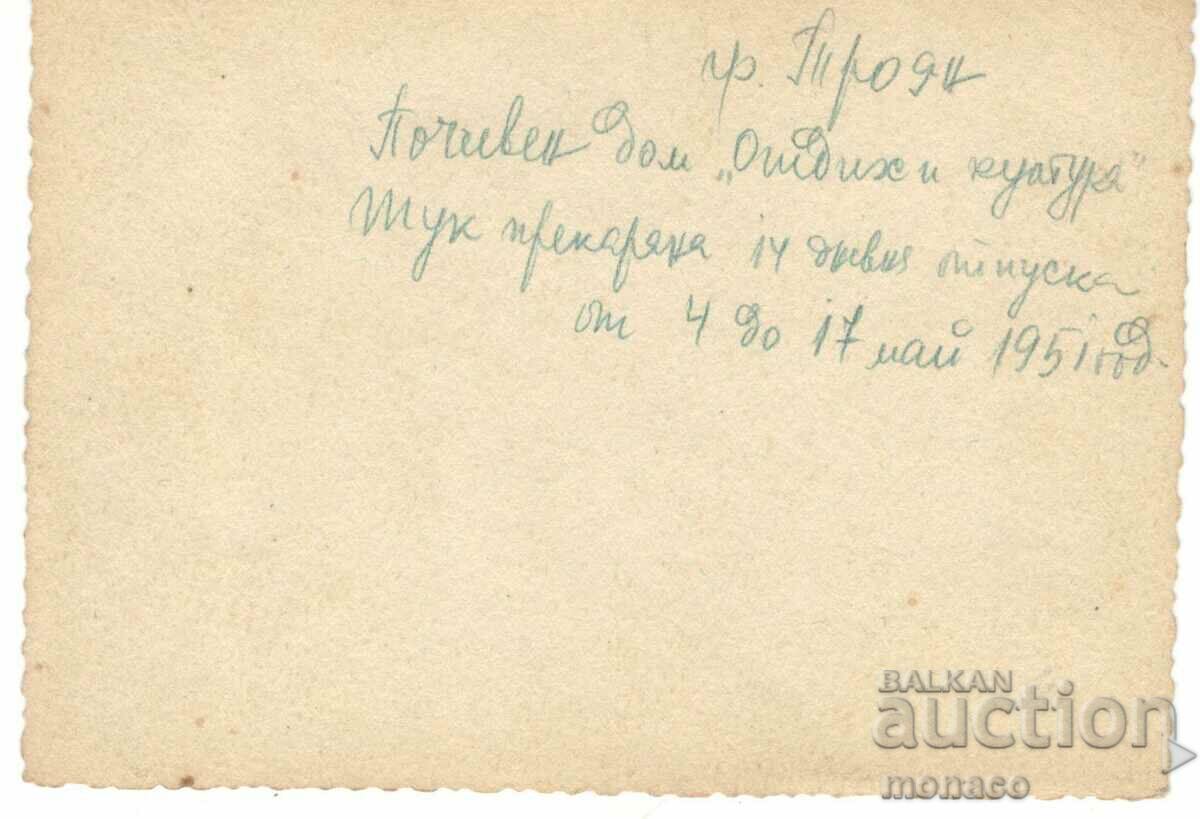 гр. Троян
Почивен дом „Отдих и култура"
Тук прекарана 14 дневна отпуска
от 4 до 17 май 1951 год.
BALKAN
auction
monaco